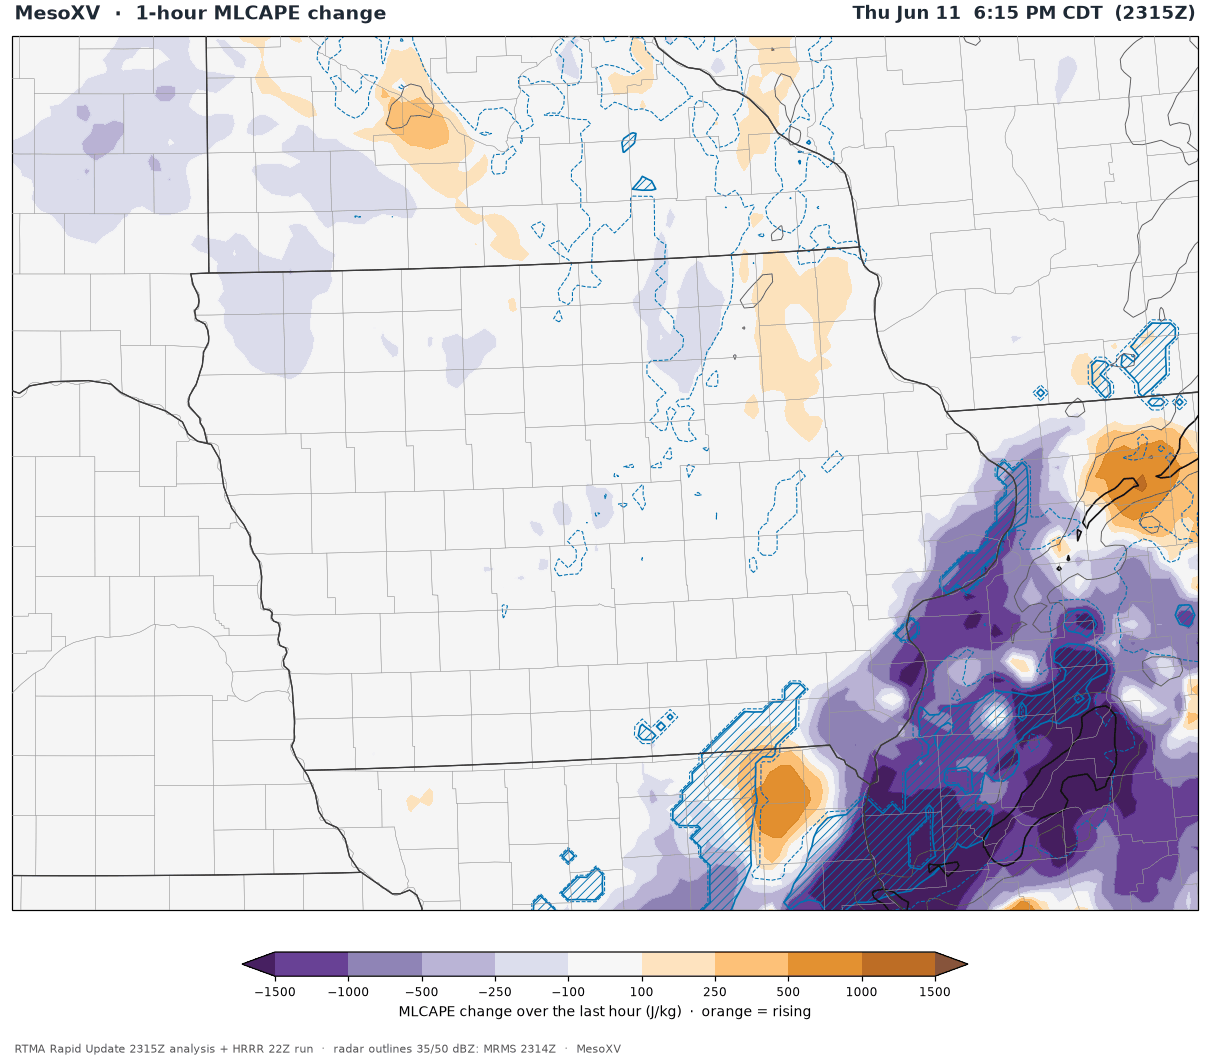 MesoXV · 1-hour MLCAPE change
Thu Jun 11 6:15 PM CDT (2315Z)
−1500 −1000 −500 −250 −100 100 250 500 1000 1500
MLCAPE change over the last hour (J/kg) · orange = rising
RTMA Rapid Update 2315Z analysis + HRRR 22Z run · radar outlines 35/50 dBZ: MRMS 2314Z · MesoXV